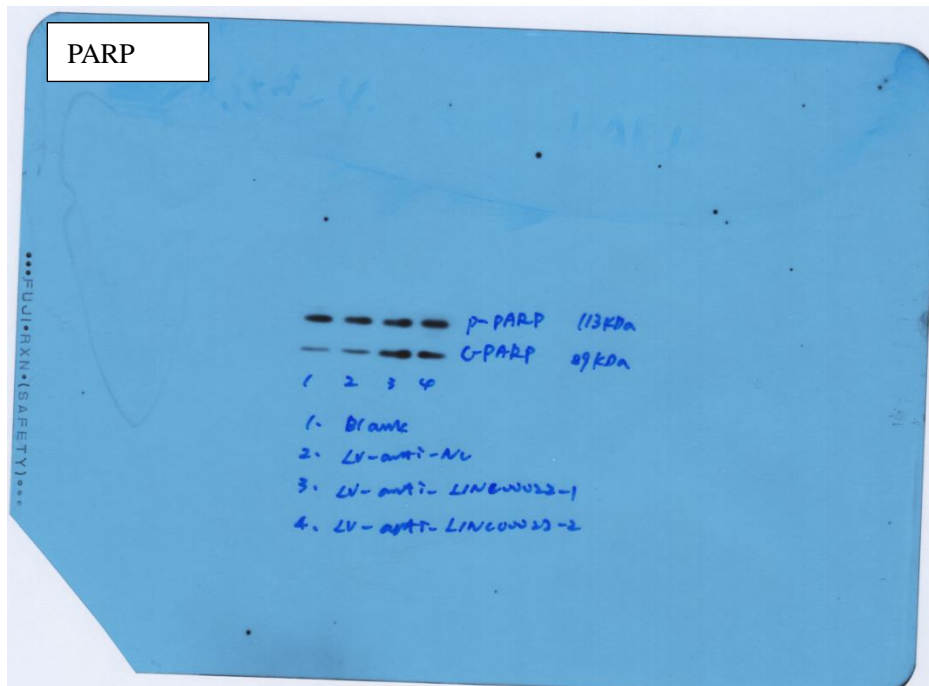 PARP
•••FUJI•RXN•(SAFETY)•••
P-PARP 113KDa
C-PARP 89KDa
1 2 3 4
1. Blank
2. LV-anti-NC
3. LV-anti-LINC00023-1
4. LV-anti-LINC00023-2